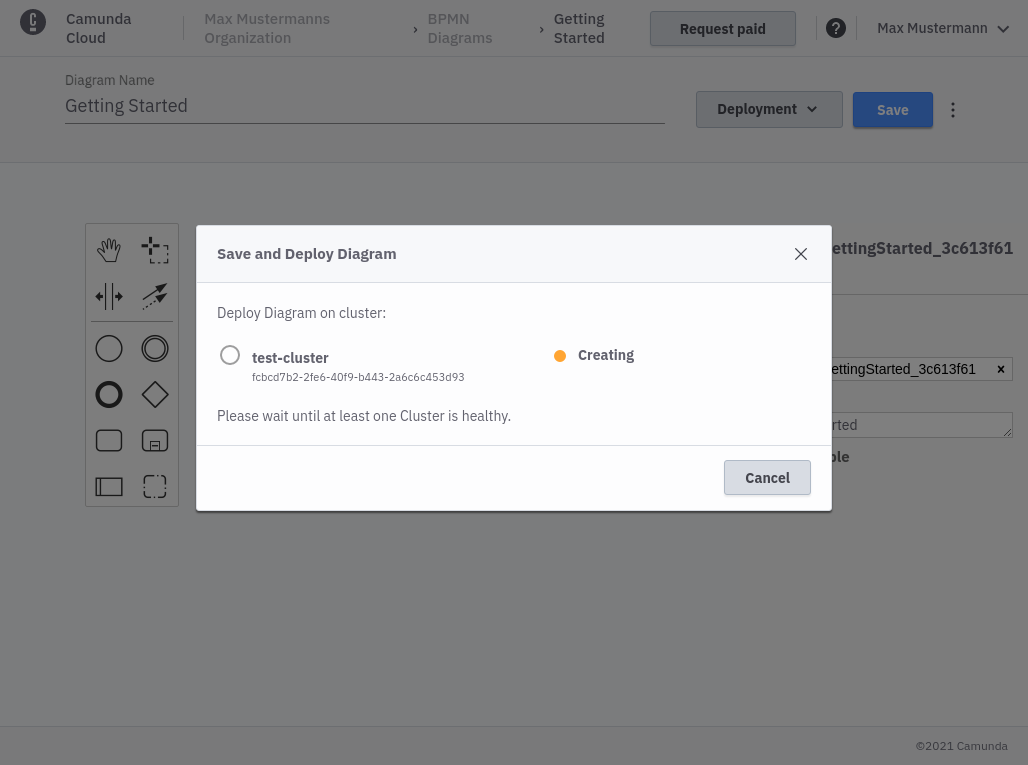 Camunda
Cloud
Max Mustermanns
Organization
BPMN
Diagrams
Getting
Started
Request paid
?
Max Mustermann
Diagram Name
Getting Started
Deployment
Save
ettingStarted_3c613f61
Save and Deploy Diagram
Deploy Diagram on cluster:
test-cluster
Creating
fcbcd7b2-2fe6-40f9-b443-2a6c6c453d93
ettingStarted_3c613f61 ×
Please wait until at least one Cluster is healthy.
rted
ble
Cancel
©2021 Camunda